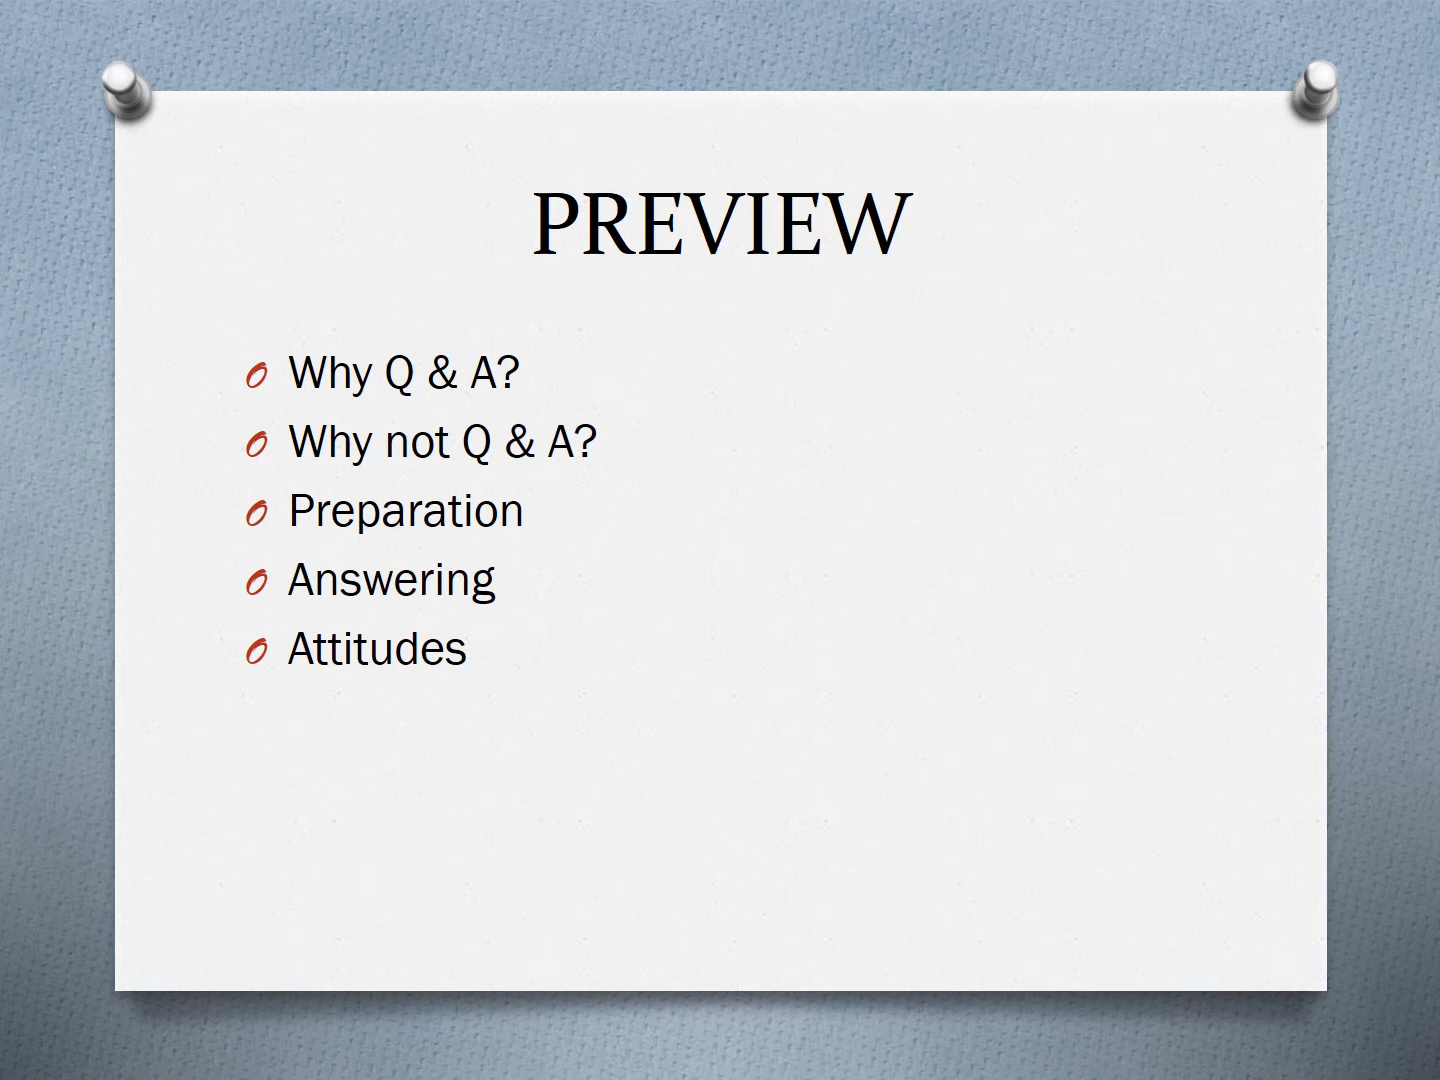 PREVIEW
Why Q & A?
Why not Q & A?
Preparation
Answering
Attitudes